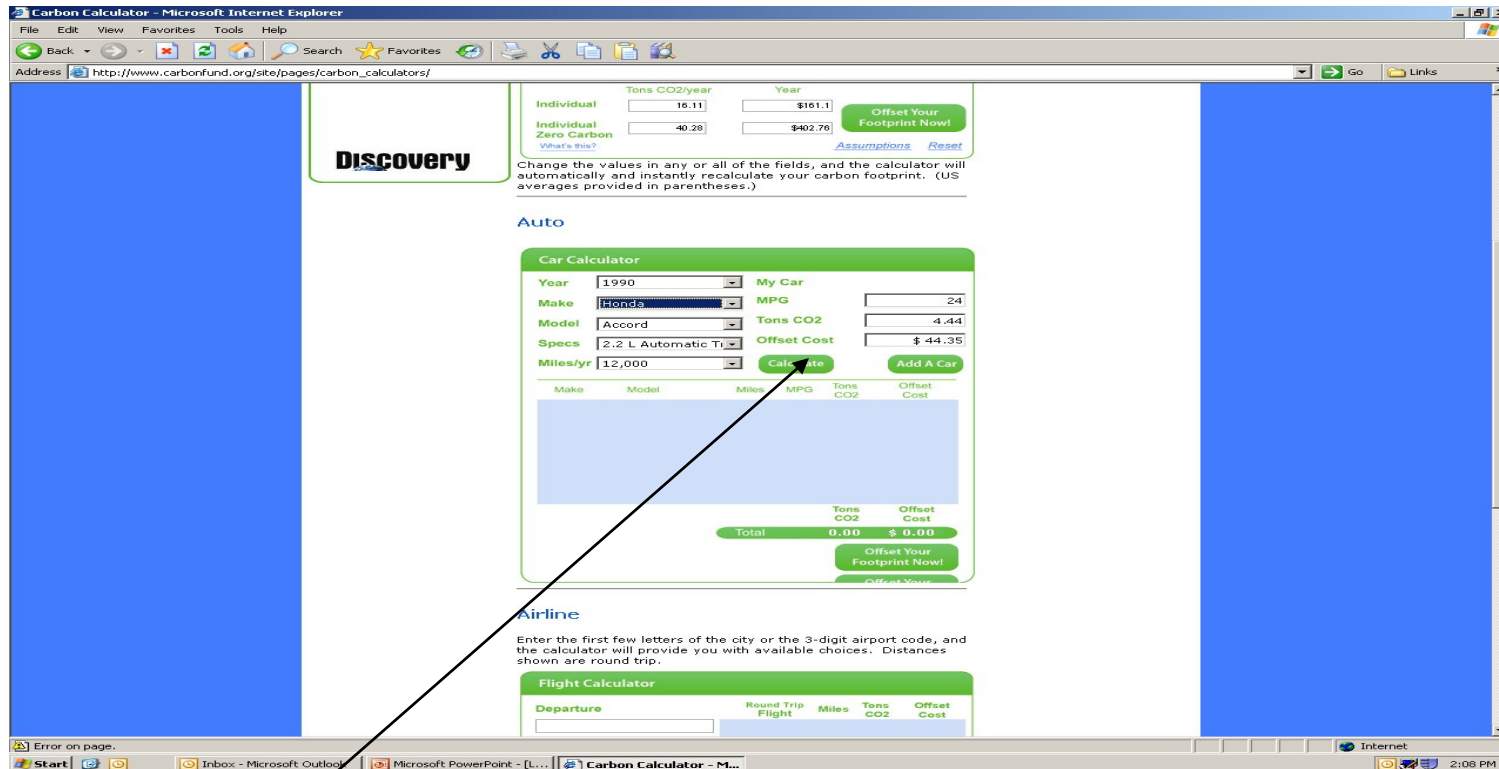 Carbon Calculator - Microsoft Internet Explorer
File Edit View Favorites Tools Help
Back Search Favorites
Address http://www.carbonfund.org/site/pages/carbon_calculators/ Go Links
Tons CO2/year Year
Individual 16.11 $161.1
Individual Zero Carbon 40.28 $402.76
Offset Your
Footprint Now!
What's this? Assumptions Reset
Discovery
Change the values in any or all of the fields, and the calculator will
automatically and instantly recalculate your carbon footprint. (US
averages provided in parentheses.)
Auto
Car Calculator
Year 1990 My Car
Make Honda MPG 24
Model Accord Tons CO2 4.44
Specs 2.2 L Automatic Offset Cost $ 44.35
Miles/yr 12,000 Calculate Add A Car
Make Model Miles MPG Tons CO2 Offset Cost
Tons CO2 Offset Cost
Total 0.00 $ 0.00
Offset Your
Footprint Now!
Offset Your
Airline
Enter the first few letters of the city or the 3-digit airport code, and
the calculator will provide you with available choices. Distances
shown are round trip.
Flight Calculator
Departure Round Trip Flight Miles Tons CO2 Offset Cost
Error on page. Internet
Start Inbox - Microsoft Outlook Microsoft PowerPoint - [L... Carbon Calculator - M... 2:08 PM